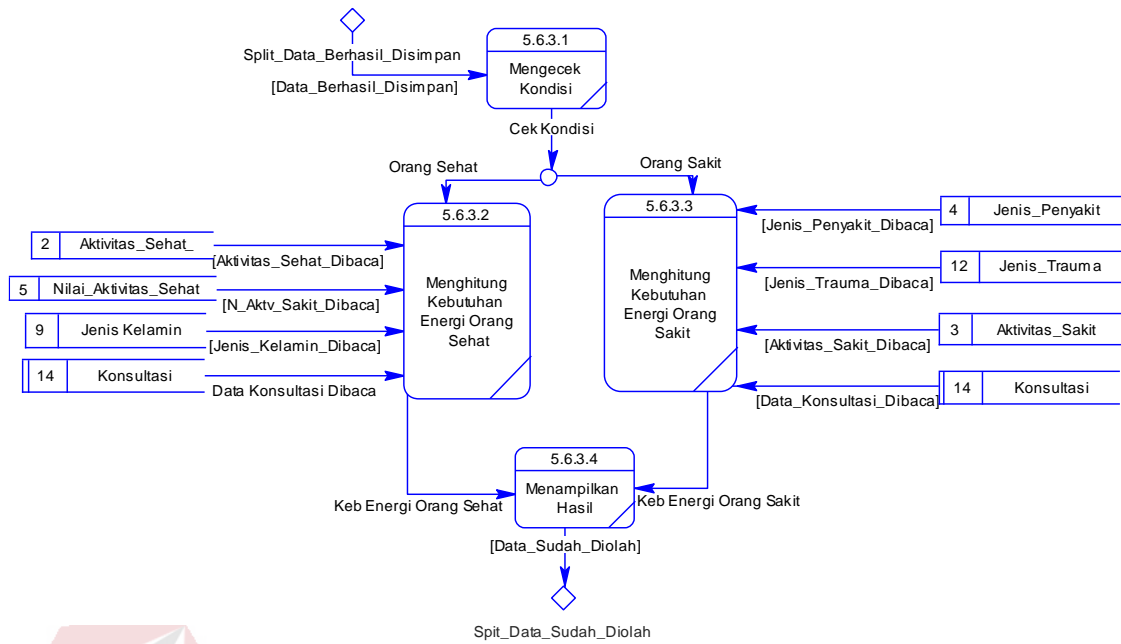 5.6.3.1
Split_Data_Berhasil_Disimpan
Mengecek
Kondisi
[Data_Berhasil_Disimpan]
Cek Kondisi
Orang Sehat
Orang Sakit
5.6.3.2
5.6.3.3
4 Jenis_Penyakit
[Jenis_Penyakit_Dibaca]
2 Aktivitas_Sehat_
[Aktivitas_Sehat_Dibaca]
12 Jenis_Trauma
[Jenis_Trauma_Dibaca]
5 Nilai_Aktivitas_Sehat
[N_Aktv_Sakit_Dibaca]
Menghitung
Kebutuhan
Energi Orang
Sehat
Menghitung
Kebutuhan
Energi Orang
Sakit
9 Jenis Kelamin
[Jenis_Kelamin_Dibaca]
3 Aktivitas_Sakit
[Aktivitas_Sakit_Dibaca]
14 Konsultasi
Data Konsultasi Dibaca
14 Konsultasi
[Data_Konsultasi_Dibaca]
5.6.3.4
Menampilkan
Hasil
Keb Energi Orang Sehat
Keb Energi Orang Sakit
[Data_Sudah_Diolah]
Spit_Data_Sudah_Diolah